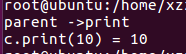 root@ubuntu:/home/xz
parent ->print
c.print(10) = 10